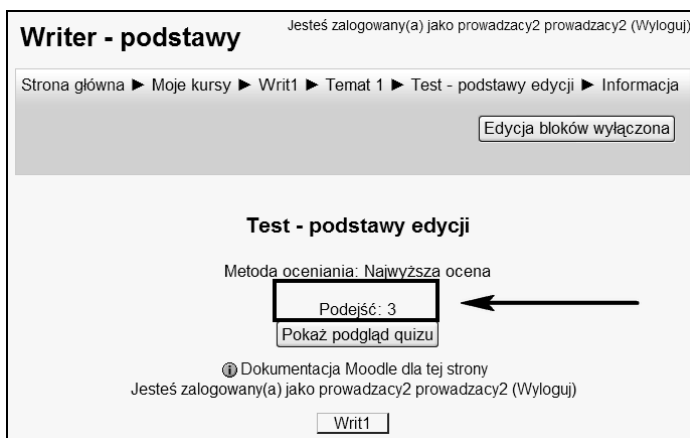 Writer - podstawy
Jesteś zalogowany(a) jako prowadzacy2 prowadzacy2 (Wyloguj)
Strona główna ► Moje kursy ► Writ1 ► Temat 1 ► Test - podstawy edycji ► Informacja
Edycja bloków wyłączona
Test - podstawy edycji
Metoda oceniania: Najwyższa ocena
Podejść: 3
Pokaż podgląd quizu
Dokumentacja Moodle dla tej strony
Jesteś zalogowany(a) jako prowadzacy2 prowadzacy2 (Wyloguj)
Writ1